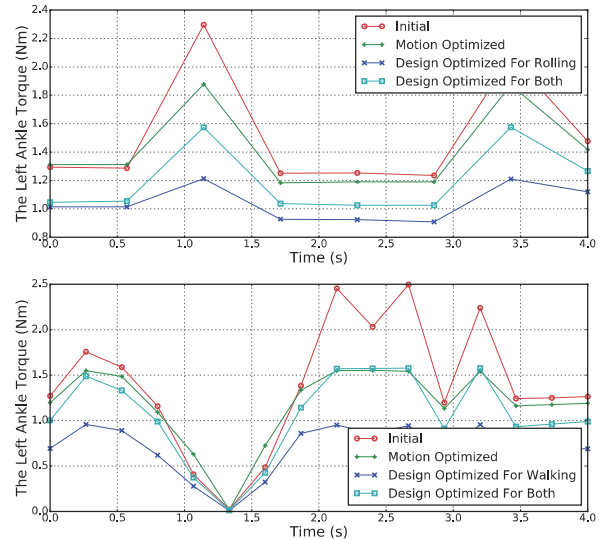 2.4
2.2
2.0
1.8
1.6
1.4
1.2
1.0
0.8
The Left Ankle Torque (Nm)
Initial
Motion Optimized
Design Optimized For Rolling
Design Optimized For Both
0.0 0.5 1.0 1.5 2.0 2.5 3.0 3.5 4.0
Time (s)
2.5
2.0
1.5
1.0
0.5
0.0
The Left Ankle Torque (Nm)
Initial
Motion Optimized
Design Optimized For Walking
Design Optimized For Both
0.0 0.5 1.0 1.5 2.0 2.5 3.0 3.5 4.0
Time (s)